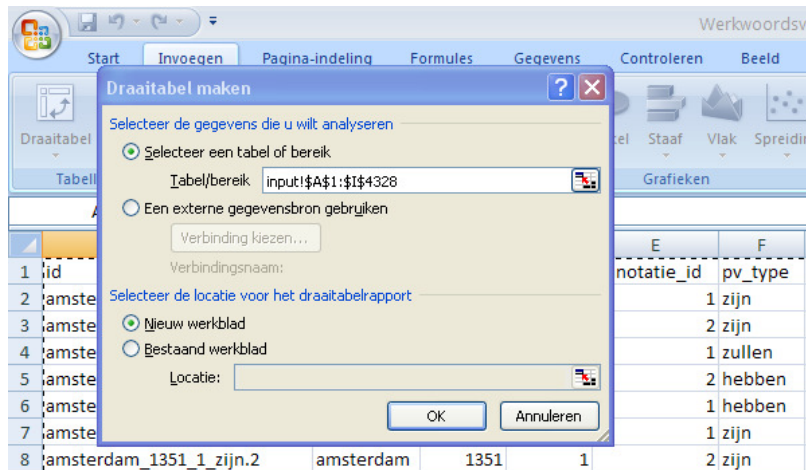 Werkwoordsv
Start Invoegen Pagina-indeling Formules Gegevens Controleren Beeld
Draaitabel maken
Selecteer de gegevens die u wilt analyseren
Draaitabel Staaf Vlak Spreidin
Selecteer een tabel of bereik
Tabell Tabel/bereik input!$A$1:$I$4328 Grafieken
Een externe gegevensbron gebruiken
Verbinding kiezen...
Verbindingsnaam:
E F
1 id notatie_id pv_type
2 amste 1 zijn
Selecteer de locatie voor het draaitabelrapport
3 amste Nieuw werkblad 2 zijn
4 amste Bestaand werkblad 1 zullen
5 amste Locatie: 2 hebben
6 amste OK Annuleren 1 hebben
7 amste 1 zijn
8 amsterdam_1351_1_zijn.2 amsterdam 1351 1 2 zijn